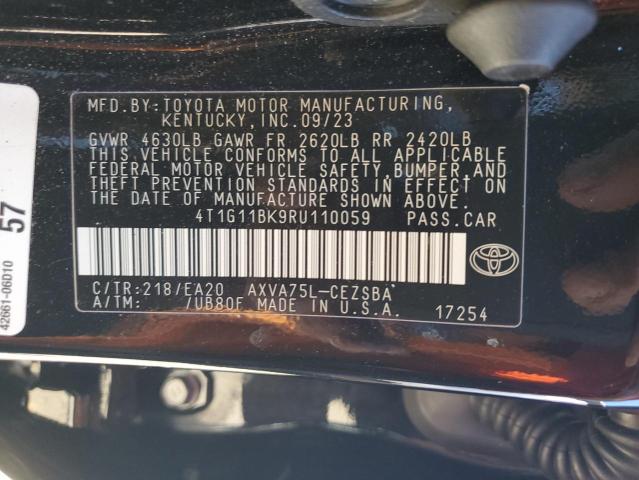 MFD.BY:TOYOTA MOTOR MANUFACTURING,
KENTUCKY, INC.09/23
GVWR 4630LB GAWR FR 2620LB RR 2420LB
THIS VEHICLE CONFORMS TO ALL APPLICABLE
FEDERAL MOTOR VEHICLE SAFETY,BUMPER,AND
THEFT PREVENTION STANDARDS IN EFFECT ON
THE DATE OF MANUFACTURE SHOWN ABOVE.
4T1G11BK9RU110059 PASS.CAR
C/TR:218/EA20 AXVA75L-CEZSBA
A/TM: /UB80F MADE IN U.S.A. 17254
57
42661-06D10